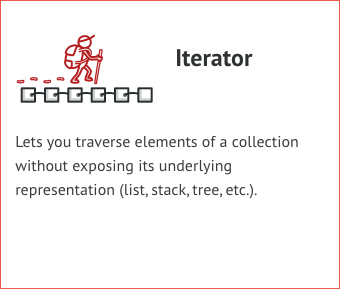 Iterator
Lets you traverse elements of a collection
without exposing its underlying
representation (list, stack, tree, etc.).